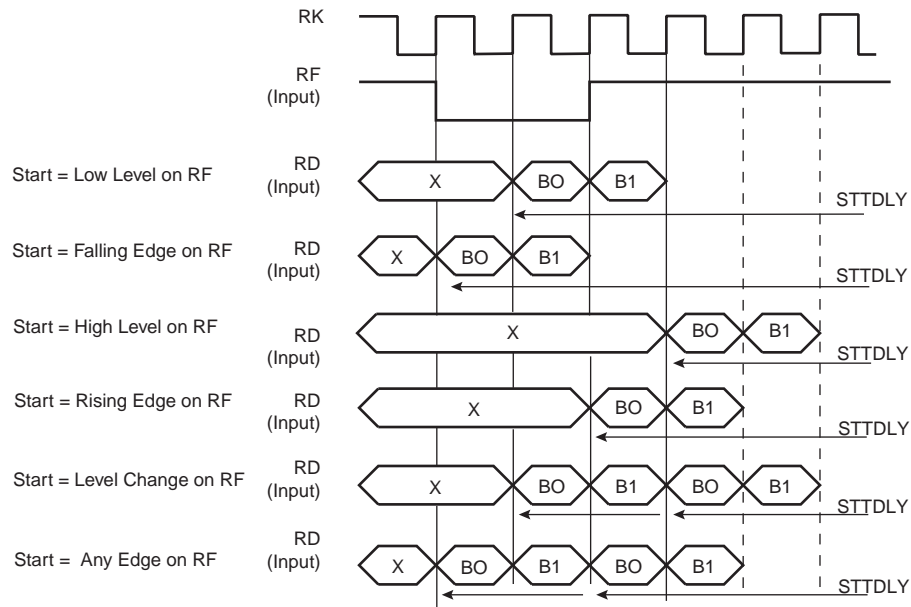 RK
RF
(Input)
Start = Low Level on RF
RD
(Input)
X
BO
B1
STTDLY
Start = Falling Edge on RF
RD
(Input)
X
BO
B1
STTDLY
Start = High Level on RF
RD
(Input)
X
BO
B1
STTDLY
Start = Rising Edge on RF
RD
(Input)
X
BO
B1
STTDLY
Start = Level Change on RF
RD
(Input)
X
BO
B1
BO
B1
STTDLY
Start = Any Edge on RF
RD
(Input)
X
BO
B1
BO
B1
STTDLY